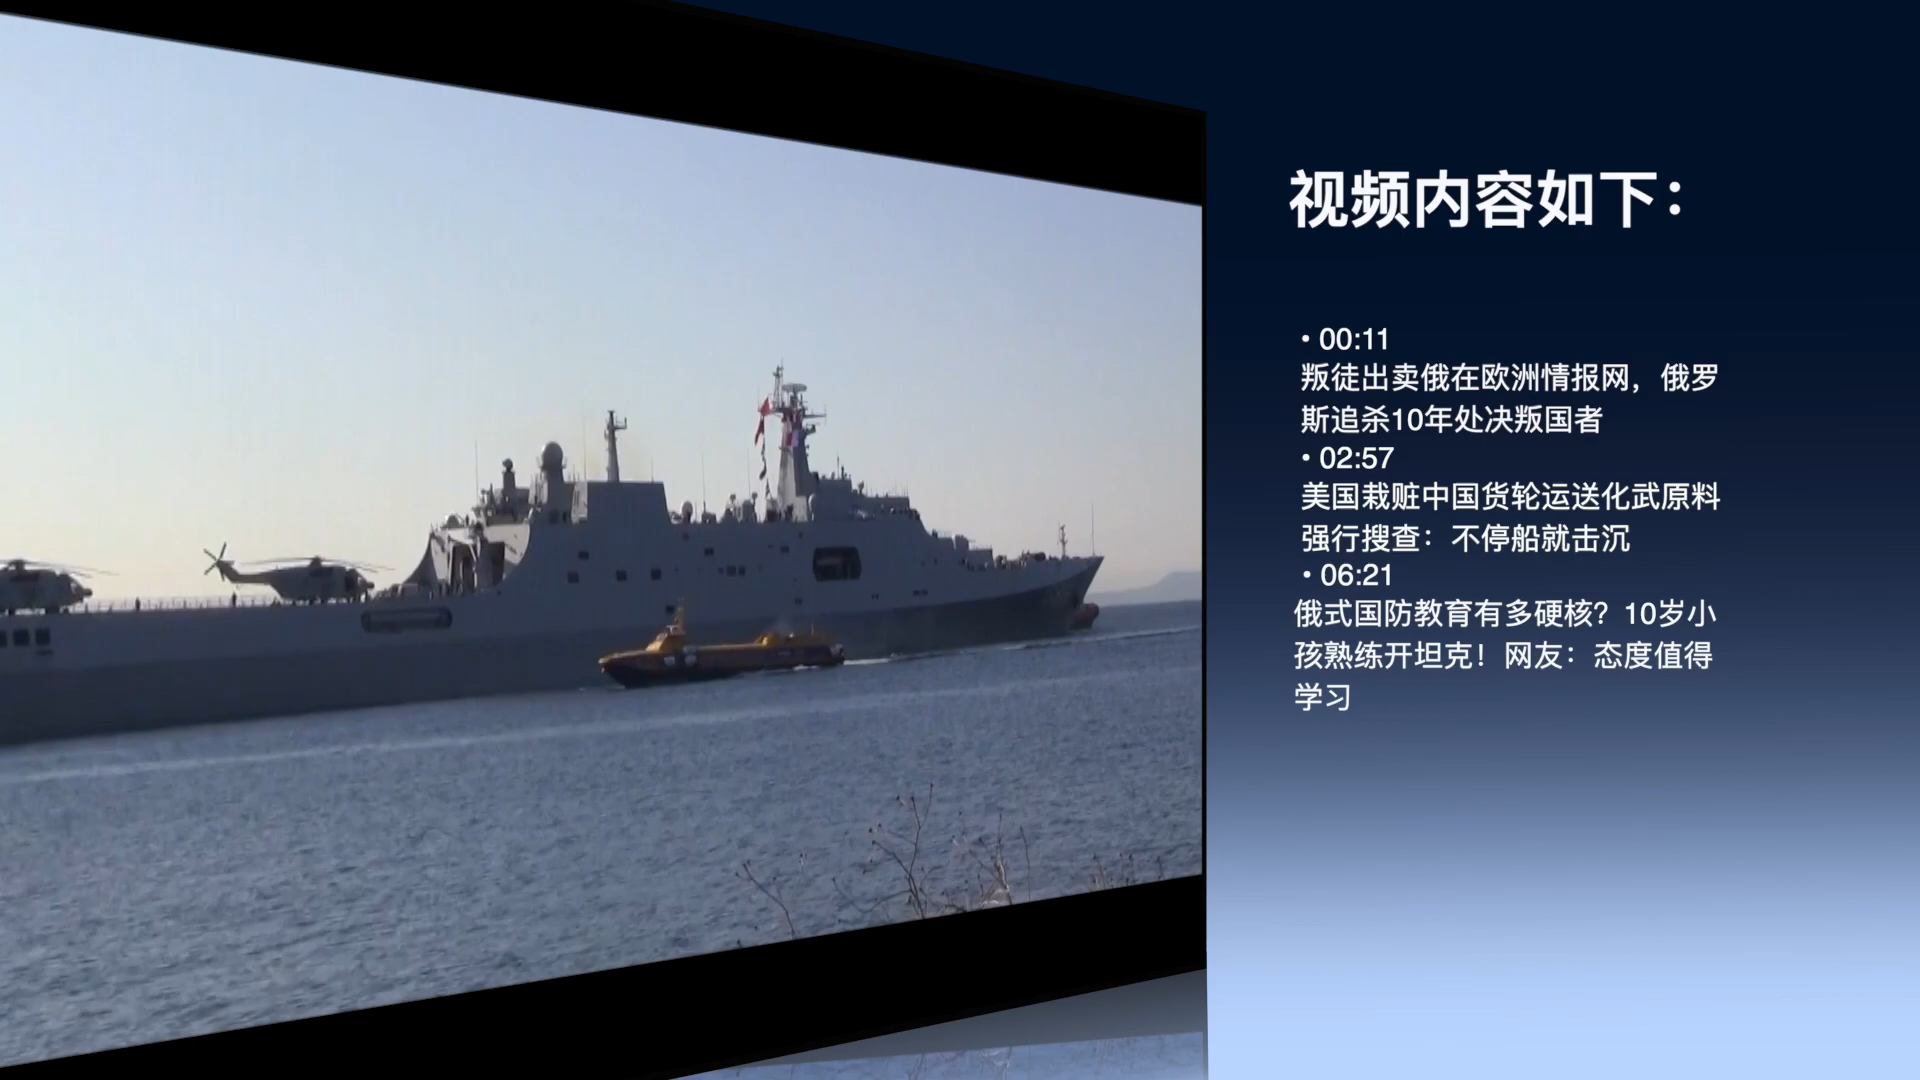 视频内容如下：
• 00:11
叛徒出卖俄在欧洲情报网，俄罗
斯追杀10年处决叛国者
• 02:57
美国栽赃中国货轮运送化武原料
强行搜查：不停船就击沉
• 06:21
俄式国防教育有多硬核？10岁小
孩熟练开坦克！网友：态度值得
学习